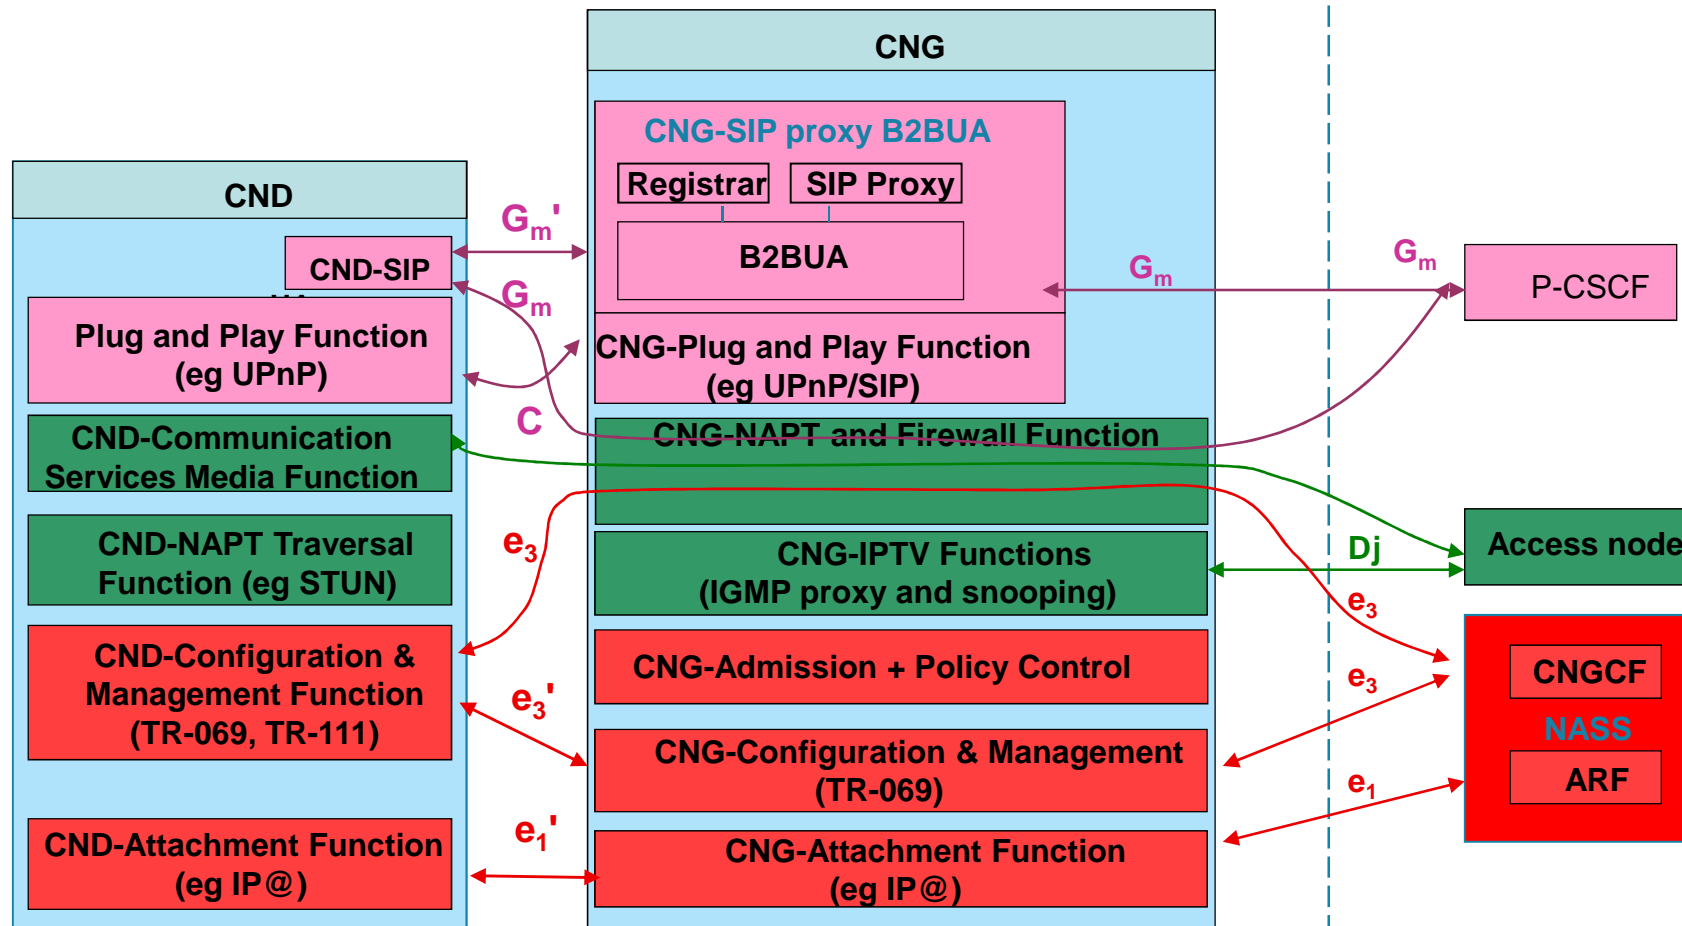 CNG
CNG-SIP proxy B2BUA
Registrar
SIP Proxy
B2BUA
CNG-Plug and Play Function
(eg UPnP/SIP)
CNG-NAPT and Firewall Function
CNG-IPTV Functions
(IGMP proxy and snooping)
CNG-Admission + Policy Control
CNG-Configuration & Management
(TR-069)
CNG-Attachment Function
(eg IP@)
CND
CND-SIP
Plug and Play Function
(eg UPnP)
CND-Communication
Services Media Function
CND-NAPT Traversal
Function (eg STUN)
CND-Configuration &
Management Function
(TR-069, TR-111)
CND-Attachment Function
(eg IP@)
Gm'
Gm
C
e3
e3'
e1'
Gm
Gm
Dj
e3
e3
e1
P-CSCF
Access node
CNGCF
NASS
ARF